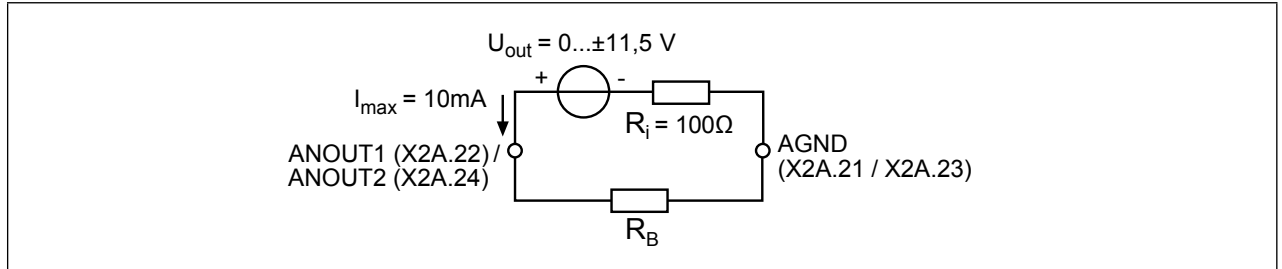 U_out = 0...±11,5 V
+ -
I_max = 10mA
R_i = 100Ω
ANOUT1 (X2A.22) /
ANOUT2 (X2A.24)
AGND
(X2A.21 / X2A.23)
R_B